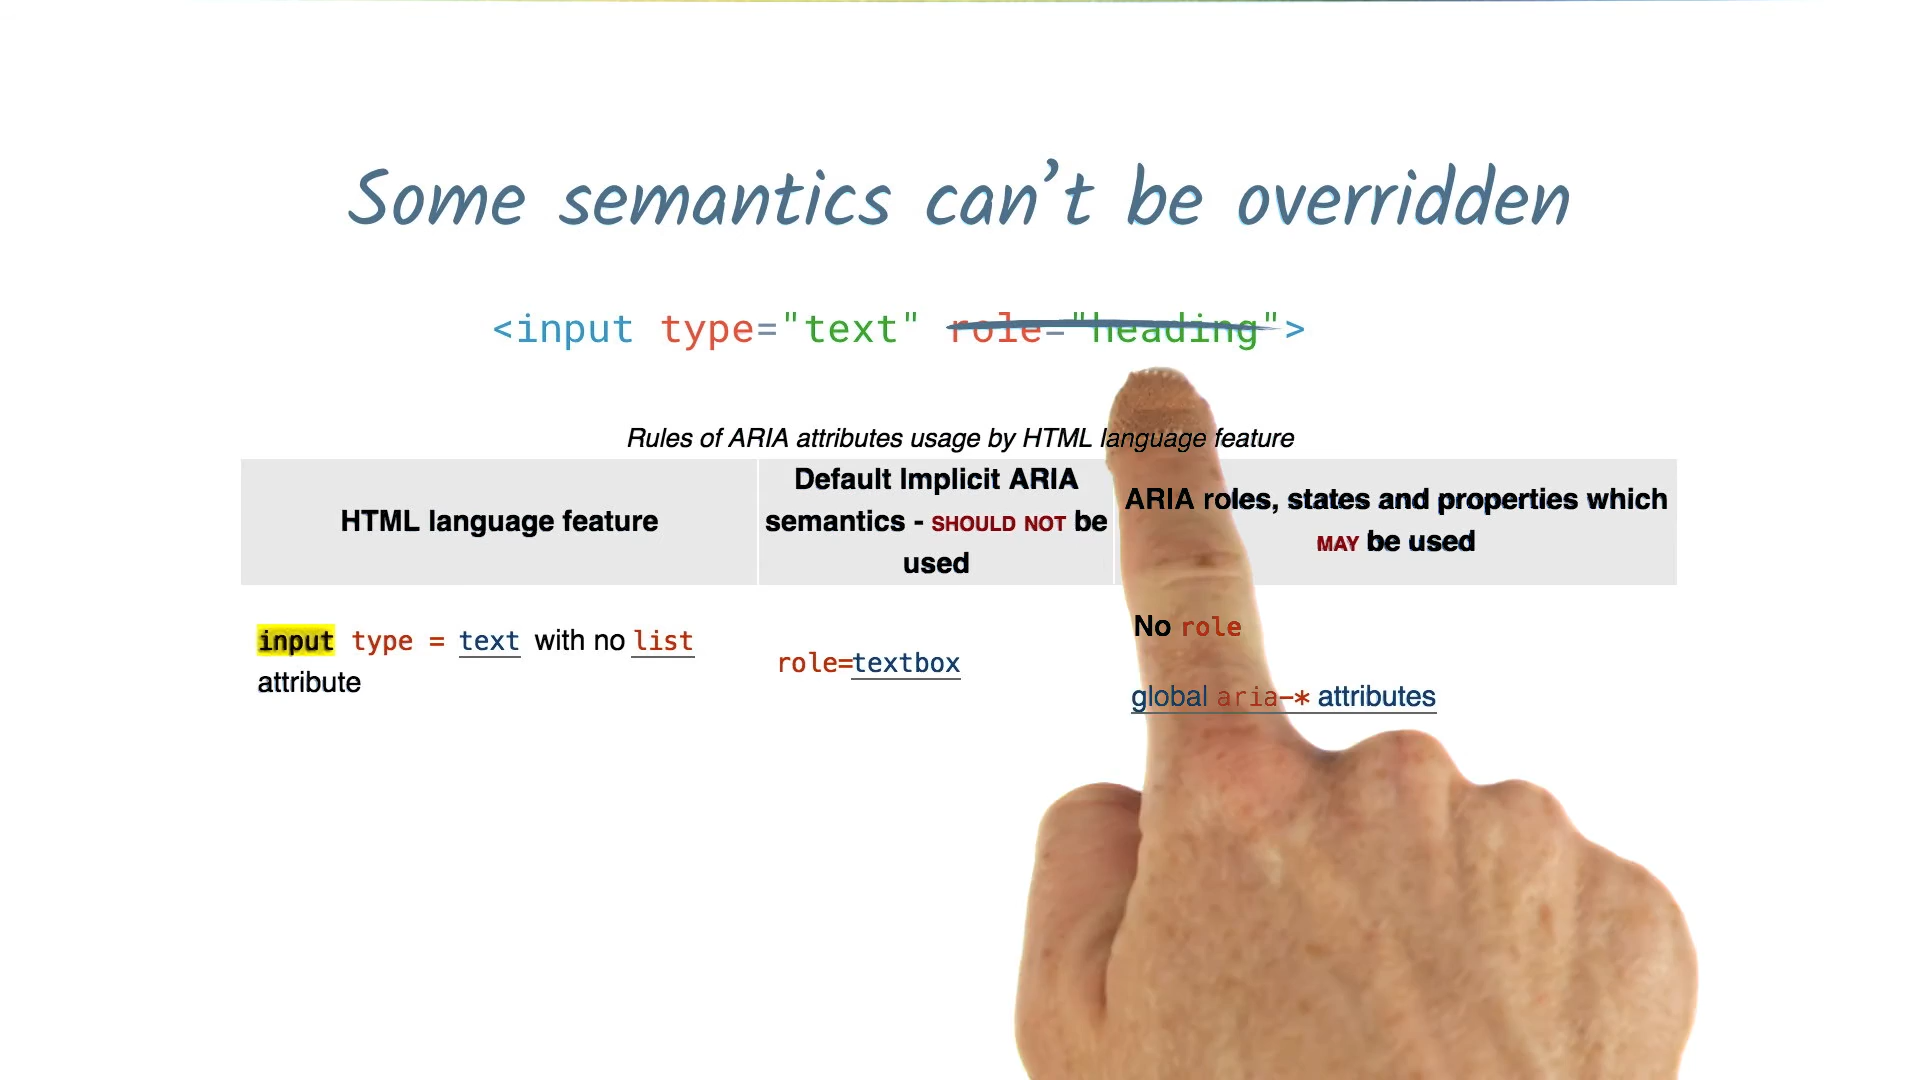 Some semantics can't be overridden
<input type="text" role="heading">
Rules of ARIA attributes usage by HTML language feature
HTML language feature
Default Implicit ARIA
semantics - SHOULD NOT be
used
ARIA roles, states and properties which
MAY be used
input type = text with no list
attribute
role=textbox
No role
global aria-* attributes